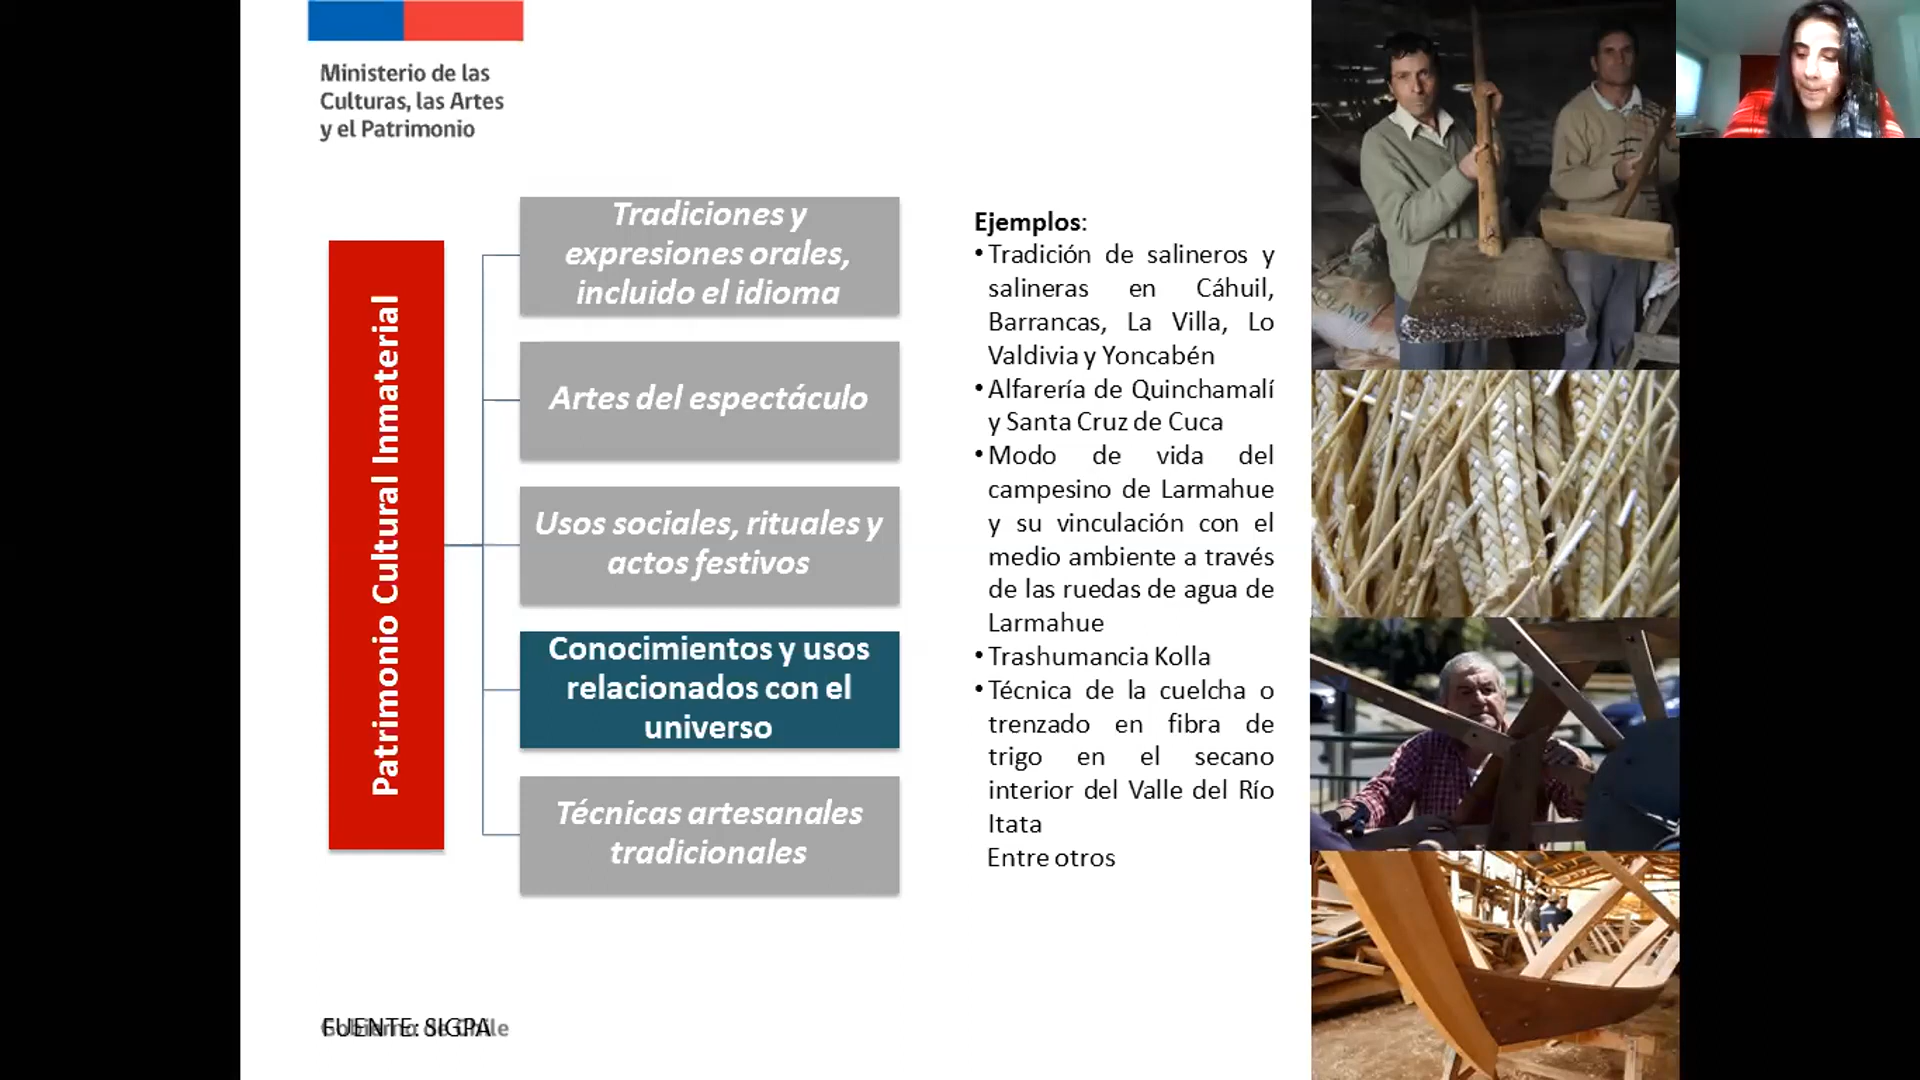 Ministerio de las
Culturas, las Artes
y el Patrimonio
Patrimonio Cultural Inmaterial
Tradiciones y
expresiones orales,
incluido el idioma
Artes del espectáculo
Usos sociales, rituales y
actos festivos
Conocimientos y usos
relacionados con el
universo
Técnicas artesanales
tradicionales
Ejemplos:
•Tradición de salineros y
salineras en Cáhuil,
Barrancas, La Villa, Lo
Valdivia y Yoncabén
•Alfarería de Quinchamalí
y Santa Cruz de Cuca
•Modo de vida del
campesino de Larmahue
y su vinculación con el
medio ambiente a través
de las ruedas de agua de
Larmahue
•Trashumancia Kolla
•Técnica de la cuelcha o
trenzado en fibra de
trigo en el secano
interior del Valle del Río
Itata
Entre otros
FUENTE: SIGPA
Gobierno de Chile